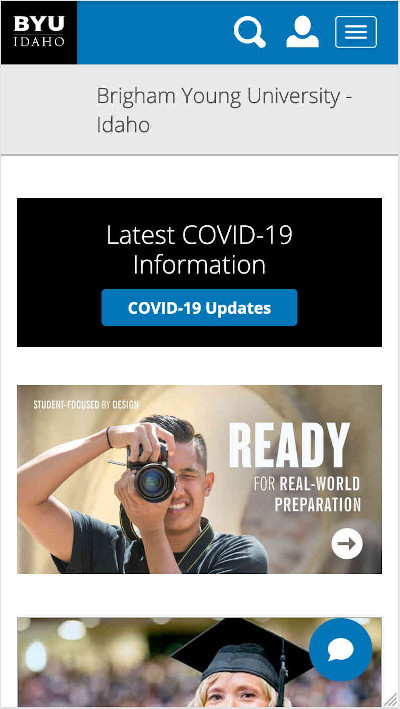 BYU
IDAHO
Brigham Young University -
Idaho
Latest COVID-19
Information
COVID-19 Updates
STUDENT-FOCUSED BY DESIGN
READY
FOR REAL-WORLD
PREPARATION